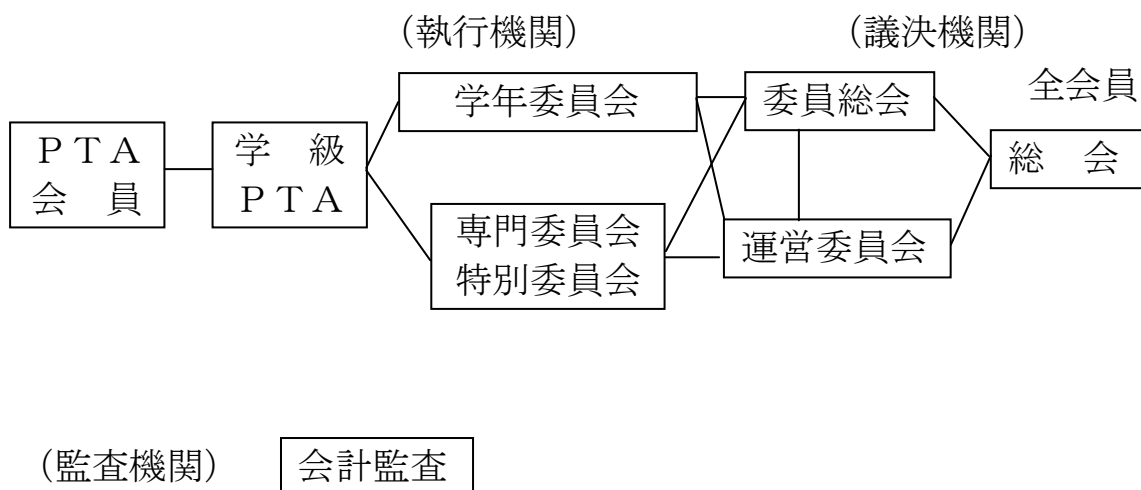 （執行機関）
（議決機関）
学年委員会
委員総会
全会員
ＰＴＡ
会　員
学　級
ＰＴＡ
総　会
専門委員会
特別委員会
運営委員会
（監査機関）
会計監査